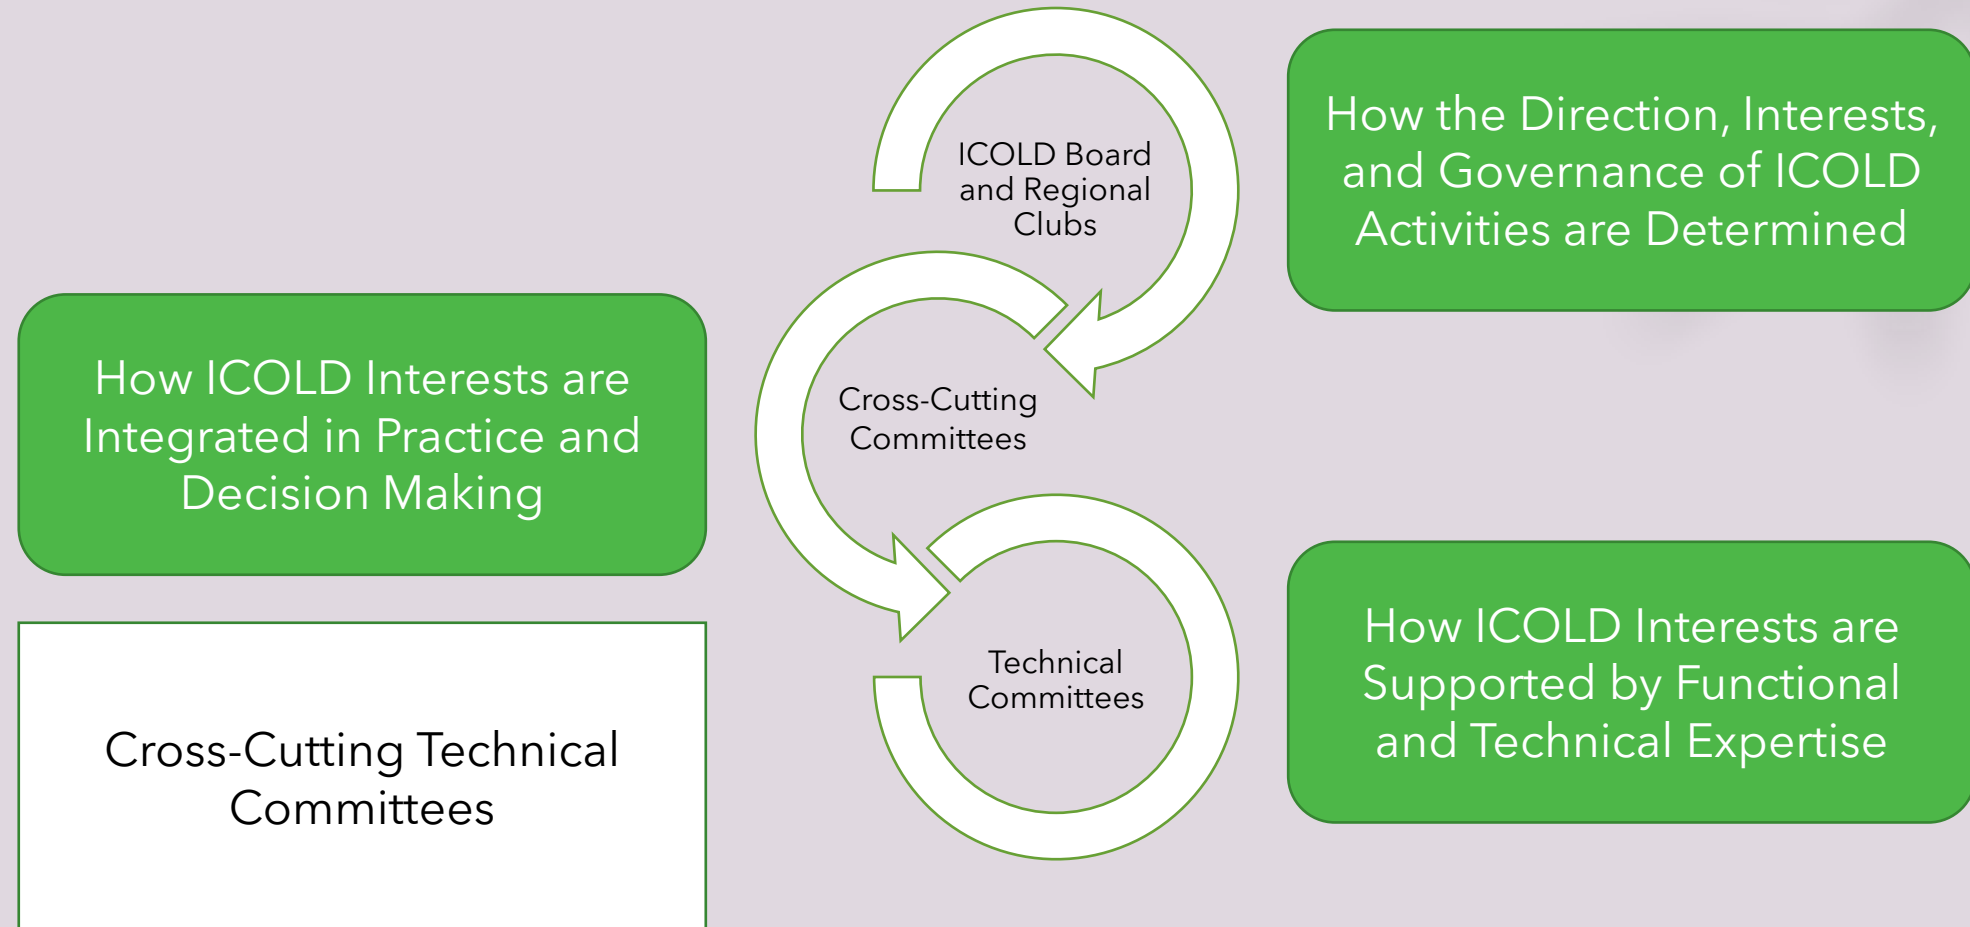 ICOLD Board
and Regional
Clubs
How the Direction, Interests,
and Governance of ICOLD
Activities are Determined
How ICOLD Interests are
Integrated in Practice and
Decision Making
Cross-Cutting
Committees
Technical
Committees
How ICOLD Interests are
Supported by Functional
and Technical Expertise
Cross-Cutting Technical
Committees